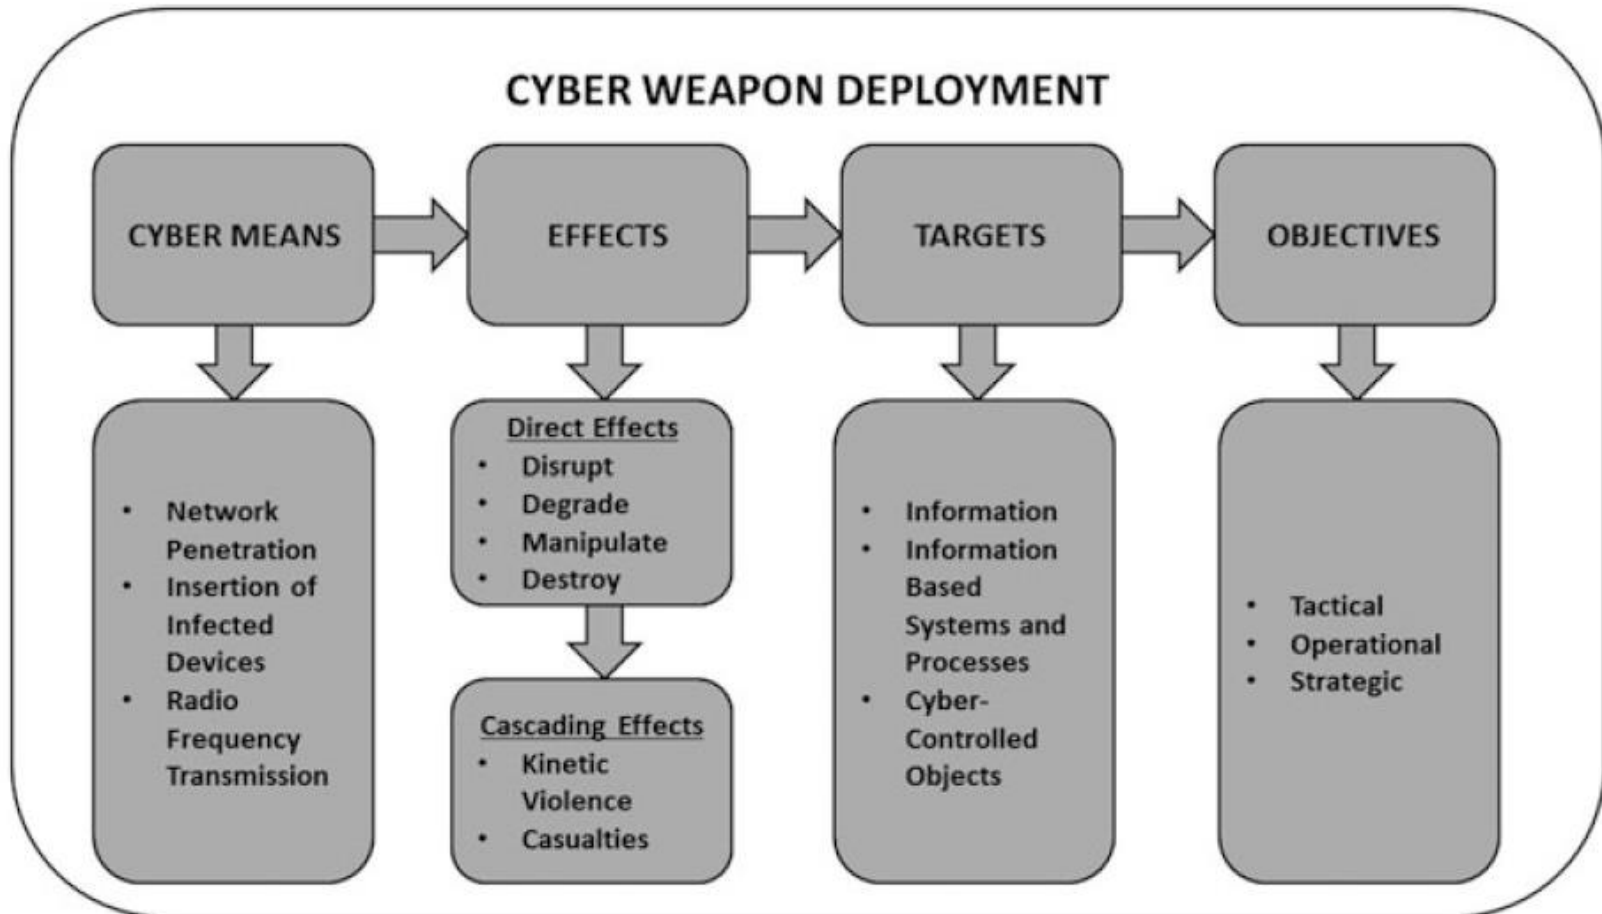 CYBER WEAPON DEPLOYMENT
CYBER MEANS
EFFECTS
TARGETS
OBJECTIVES
• Network
Penetration
• Insertion of
Infected
Devices
• Radio
Frequency
Transmission
Direct Effects
• Disrupt
• Degrade
• Manipulate
• Destroy
Cascading Effects
• Kinetic
Violence
• Casualties
• Information
• Information
Based
Systems and
Processes
• Cyber-
Controlled
Objects
• Tactical
• Operational
• Strategic